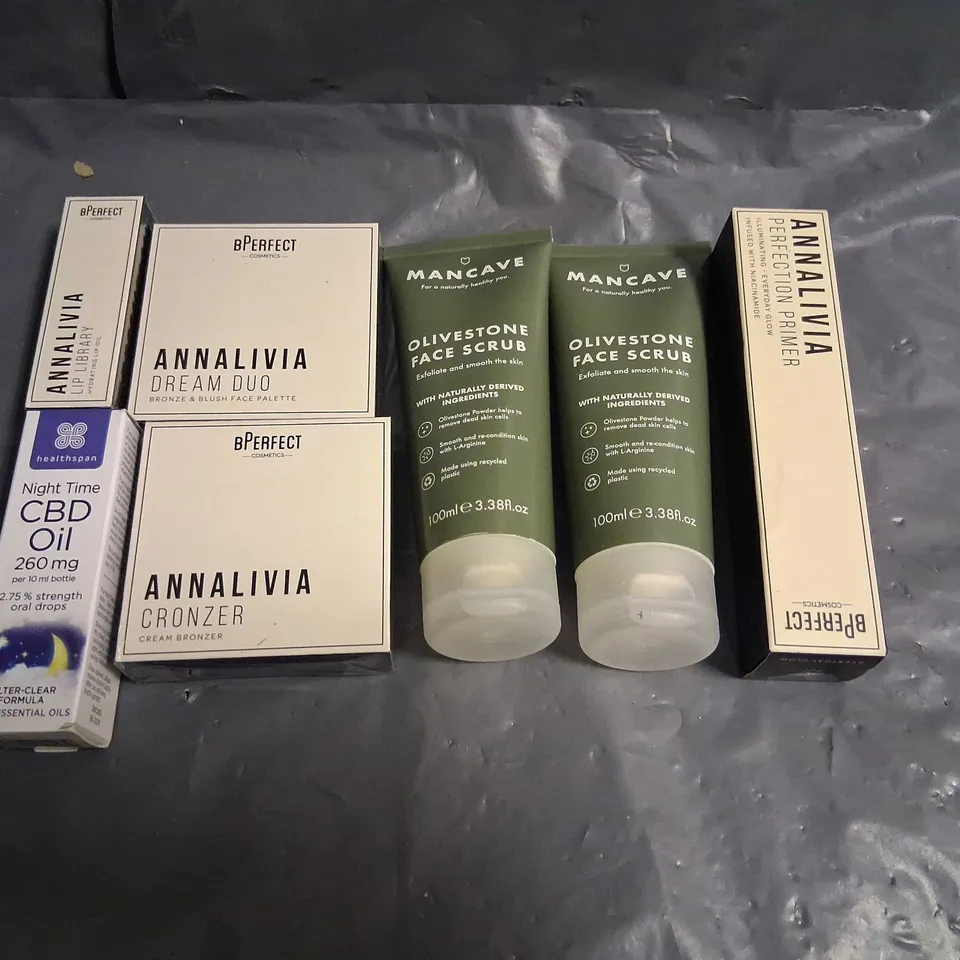 BPERFECT
COSMETICS
ANNALIVIA
LIP LIBRARY
HYDRATING LIP OIL
BPERFECT
COSMETICS
ANNALIVIA
DREAM DUO
BRONZE & BLUSH FACE PALETTE
healthspan
Night Time
CBD
Oil
260 mg
per 10 ml bottle
2.75 % strength
oral drops
LTER-CLEAR
FORMULA
ESSENTIAL OILS
BPERFECT
COSMETICS
ANNALIVIA
CRONZER
CREAM BRONZER
MANCAVE
For a naturally healthy you.
OLIVESTONE
FACE SCRUB
Exfoliate and smooth the skin
WITH NATURALLY DERIVED
INGREDIENTS
Olivestone Powder helps to
remove dead skin cells
Smooth and re-condition skin
with L-Arginine
Made using recycled
plastic
100ml e 3.38fl.oz
MANCAVE
For a naturally healthy you.
OLIVESTONE
FACE SCRUB
Exfoliate and smooth the skin
WITH NATURALLY DERIVED
INGREDIENTS
Olivestone Powder helps to
remove dead skin cells
Smooth and re-condition skin
with L-Arginine
Made using recycled
plastic
100ml e 3.38fl.oz
ANNALIVIA
PERFECTION PRIMER
ILLUMINATING - EVERYDAY GLOW
INFUSED WITH NIACINAMIDE
BPERFECT
COSMETICS
EVERYDAY GLOW